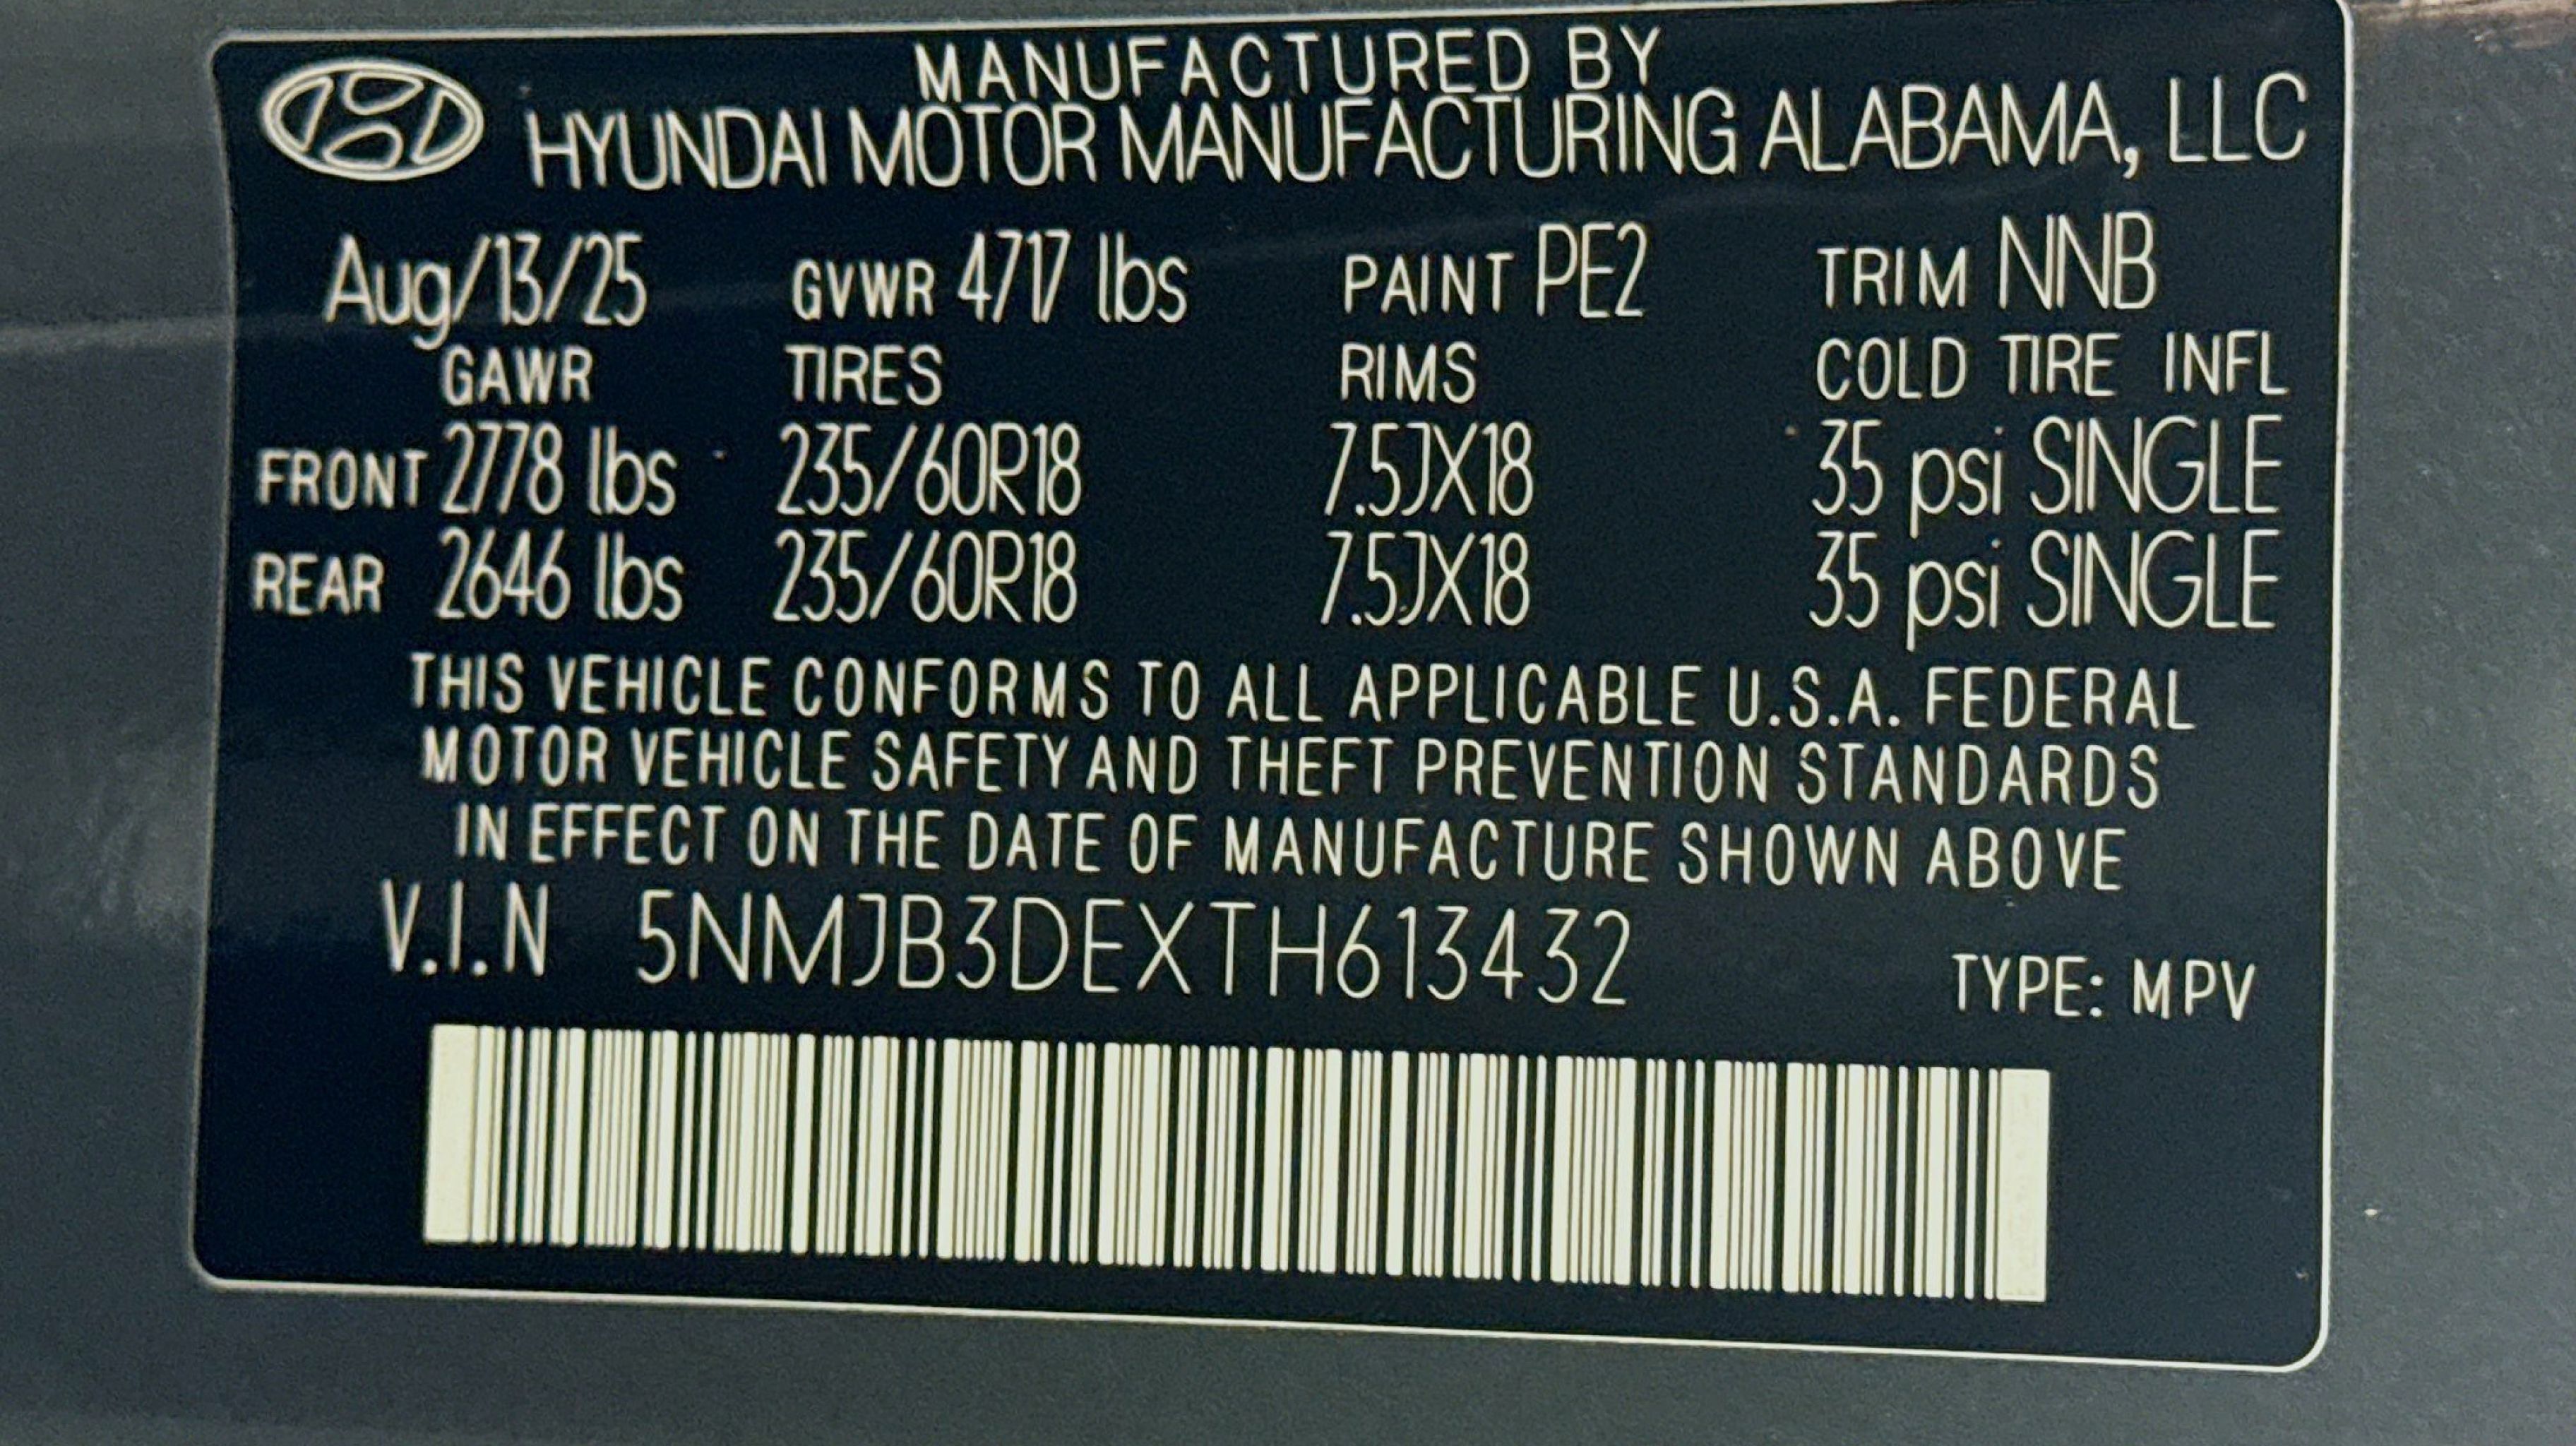 MANUFACTURED BY
HYUNDAI MOTOR MANUFACTURING ALABAMA, LLC
Aug/13/25 GVWR 4717 lbs PAINT PE2 TRIM NNB
GAWR TIRES RIMS COLD TIRE INFL
FRONT 2778 lbs 235/60R18 7.5JX18 35 psi SINGLE
REAR 2646 lbs 235/60R18 7.5JX18 35 psi SINGLE
THIS VEHICLE CONFORMS TO ALL APPLICABLE U.S.A. FEDERAL
MOTOR VEHICLE SAFETY AND THEFT PREVENTION STANDARDS
IN EFFECT ON THE DATE OF MANUFACTURE SHOWN ABOVE
V.I.N 5NMJB3DEXTH613432 TYPE: MPV